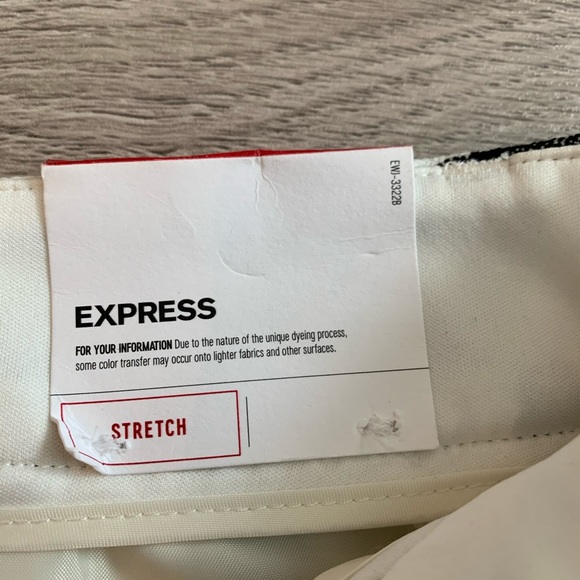 EWI-3322B
EXPRESS
FOR YOUR INFORMATION Due to the nature of the unique dyeing process,
some color transfer may occur onto lighter fabrics and other surfaces.
STRETCH